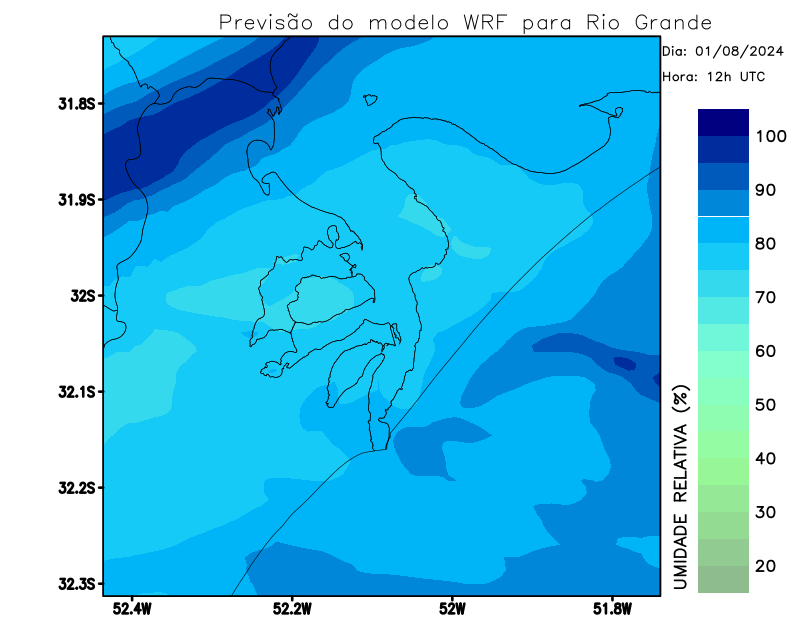 Previsão do modelo WRF para Rio Grande
Dia: 01/08/2024
Hora: 12h UTC
31.8S
31.9S
32S
32.1S
32.2S
32.3S
52.4W
52.2W
52W
51.8W
100
90
80
70
60
50
40
30
20
UMIDADE RELATIVA (%)